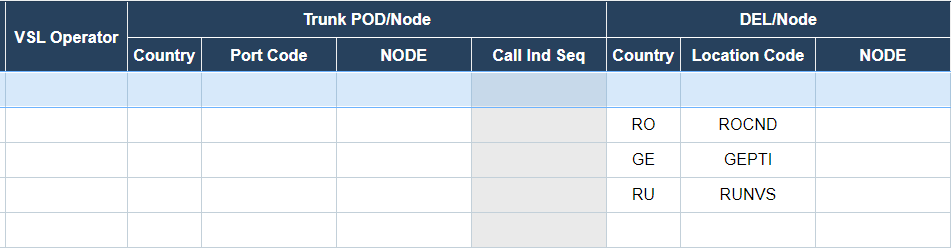 Trunk POD/Node DEL/Node
VSL Operator
Country Port Code NODE Call Ind Seq Country Location Code NODE
RO ROCND
GE GEPTI
RU RUNVS